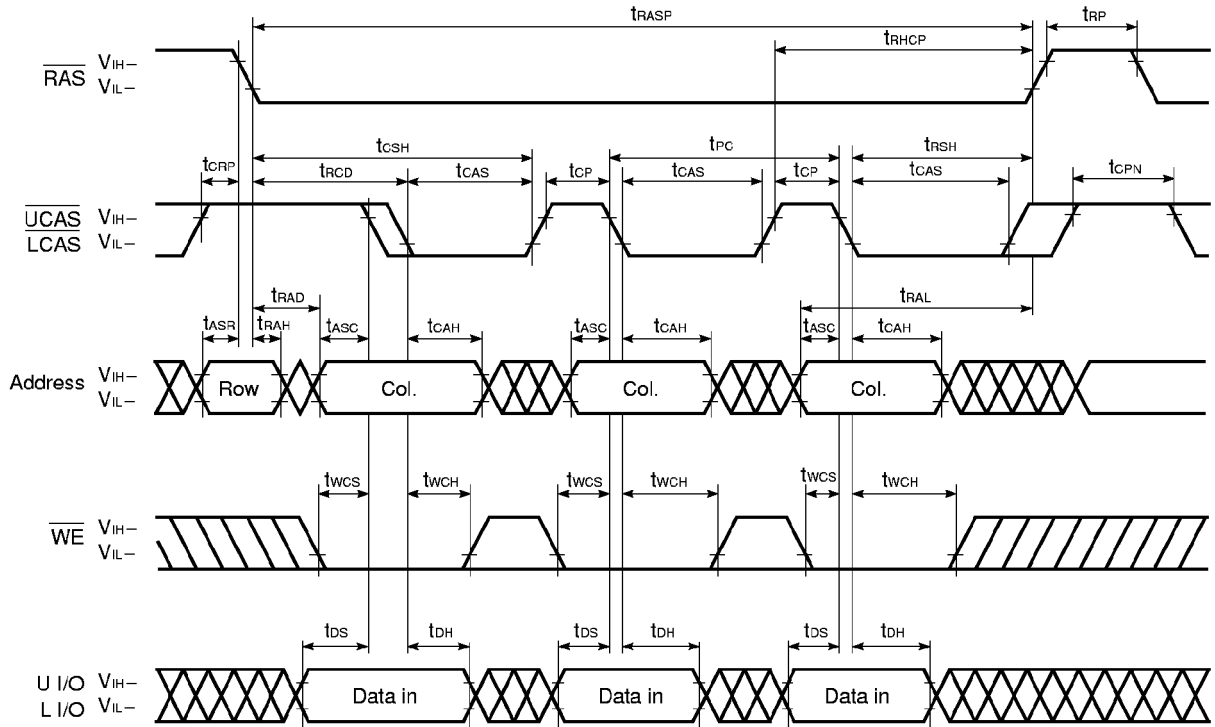 tRASP
tRP
tRHCP
RAS
VIH–
VIL–
tCSH
tPC
tRSH
tCRP
tRCD
tCAS
tCP
tCAS
tCP
tCAS
tCPN
UCAS
LCAS
VIH–
VIL–
tRAD
tRAL
tASR
tRAH
tASC
tCAH
tASC
tCAH
tASC
tCAH
Address
VIH–
VIL–
Row
Col.
Col.
Col.
tWCS
tWCH
tWCS
tWCH
tWCS
tWCH
WE
VIH–
VIL–
tDS
tDH
tDS
tDH
tDS
tDH
U I/O
L I/O
VIH–
VIL–
Data in
Data in
Data in